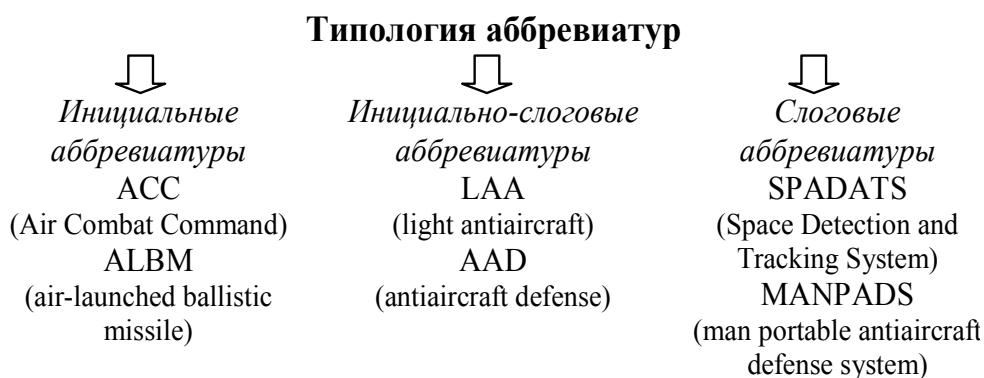 Типология аббревиатур
Инициальные
аббревиатуры
ACC
(Air Combat Command)
ALBM
(air-launched ballistic
missile)
Инициально-слоговые
аббревиатуры
LAA
(light antiaircraft)
AAD
(antiaircraft defense)
Слоговые
аббревиатуры
SPADATS
(Space Detection and
Tracking System)
MANPADS
(man portable antiaircraft
defense system)